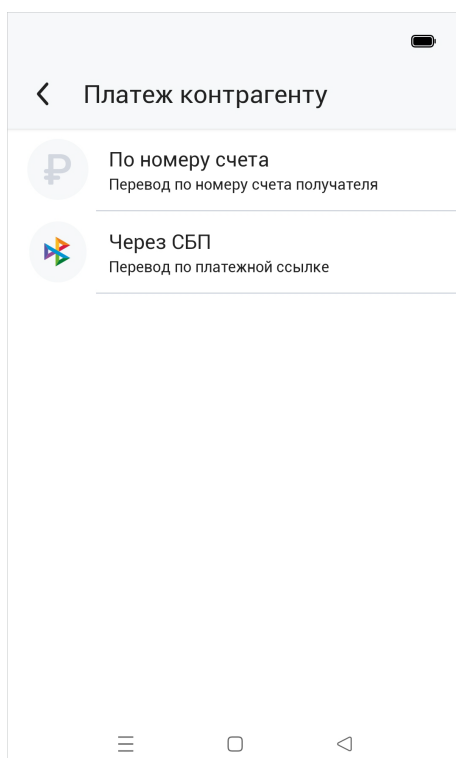 Платеж контрагенту
По номеру счета
Перевод по номеру счета получателя
Через СБП
Перевод по платежной ссылке